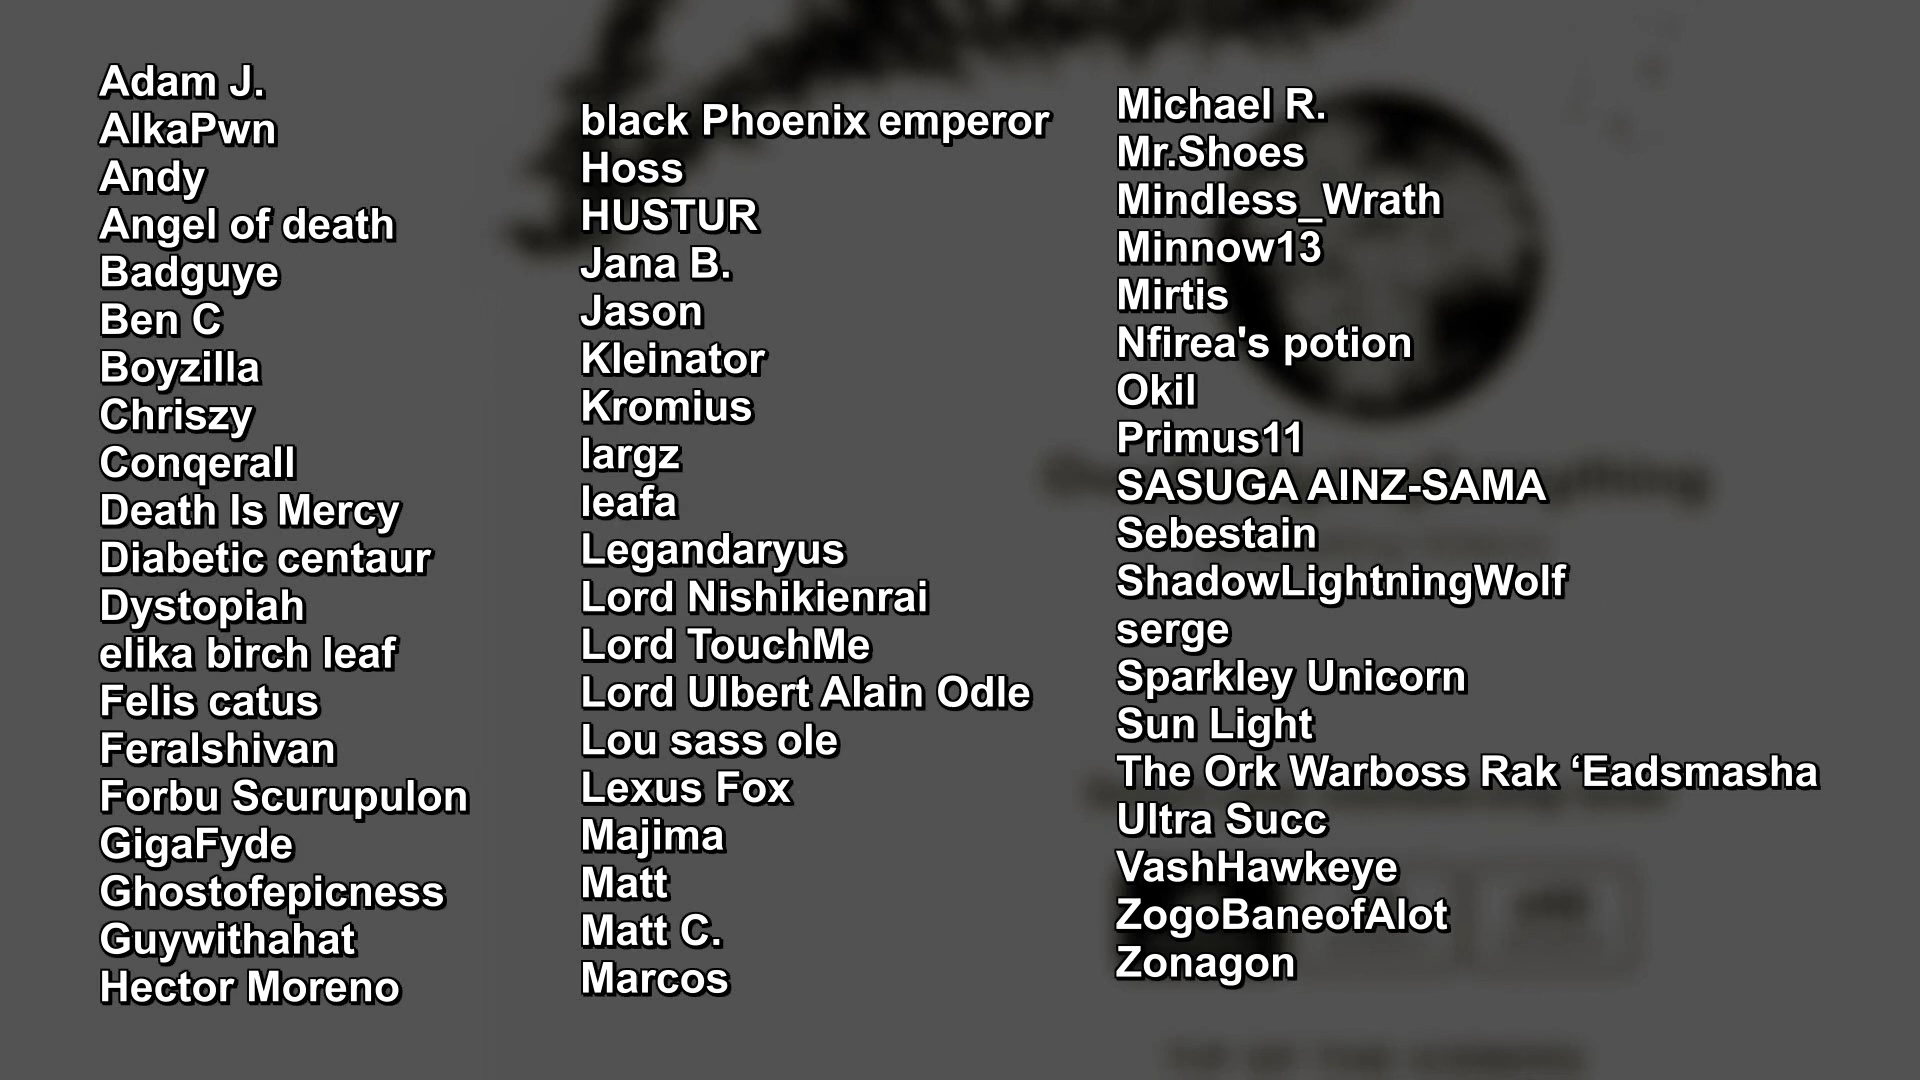 Adam J.
AlkaPwn
Andy
Angel of death
Badguye
Ben C
Boyzilla
Chriszy
Conqerall
Death Is Mercy
Diabetic centaur
Dystopiah
elika birch leaf
Felis catus
Feralshivan
Forbu Scurupulon
GigaFyde
Ghostofepicness
Guywithahat
Hector Moreno
black Phoenix emperor
Hoss
HUSTUR
Jana B.
Jason
Kleinator
Kromius
largz
leafa
Legandaryus
Lord Nishikienrai
Lord TouchMe
Lord Ulbert Alain Odle
Lou sass ole
Lexus Fox
Majima
Matt
Matt C.
Marcos
Michael R.
Mr.Shoes
Mindless_Wrath
Minnow13
Mirtis
Nfirea's potion
Okil
Primus11
SASUGA AINZ-SAMA
Sebestain
ShadowLightningWolf
serge
Sparkley Unicorn
Sun Light
The Ork Warboss Rak ‘Eadsmasha
Ultra Succ
VashHawkeye
ZogoBaneofAlot
Zonagon